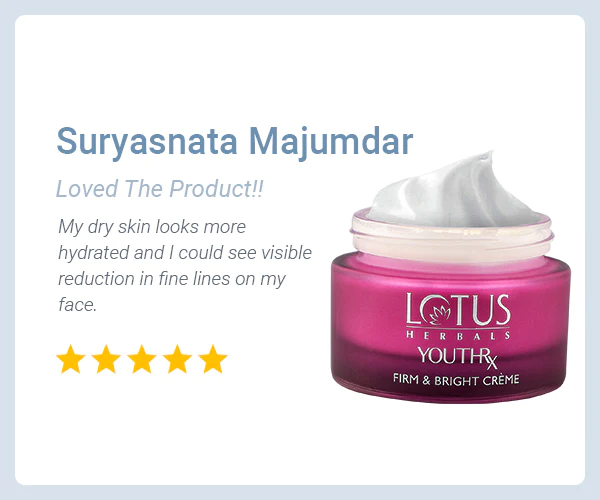 Suryasnata Majumdar
Loved The Product!!
My dry skin looks more
hydrated and I could see visible
reduction in fine lines on my
face.
LOTUS
HERBALS
YOUTHRx
FIRM & BRIGHT CRÈME